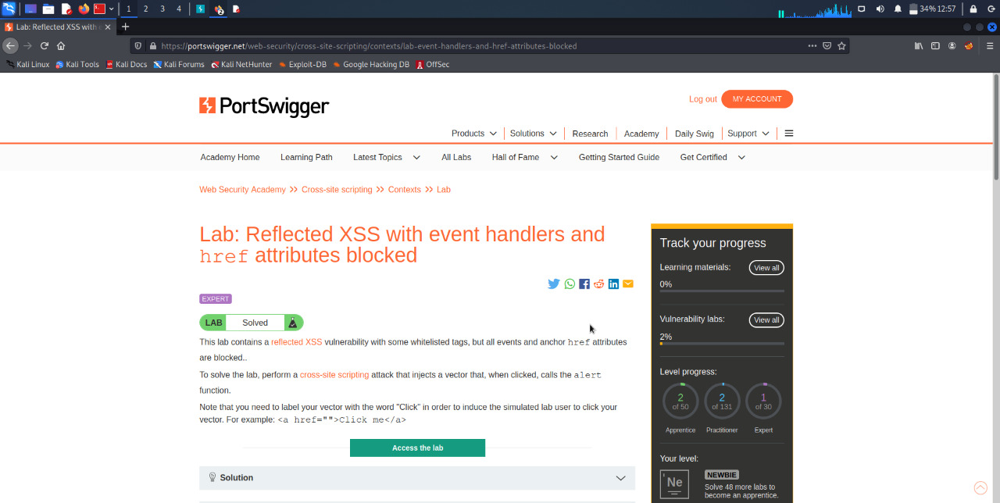 1 2 3 4
34% 12:57
Lab: Reflected XSS with e
https://portswigger.net/web-security/cross-site-scripting/contexts/lab-event-handlers-and-href-attributes-blocked
Kali Linux Kali Tools Kali Docs Kali Forums Kali NetHunter Exploit-DB Google Hacking DB OffSec
PortSwigger
Log out MY ACCOUNT
Products Solutions Research Academy Daily Swig Support
Academy Home Learning Path Latest Topics All Labs Hall of Fame Getting Started Guide Get Certified
Web Security Academy >> Cross-site scripting >> Contexts >> Lab
Lab: Reflected XSS with event handlers and
href attributes blocked
EXPERT
LAB Solved
This lab contains a reflected XSS vulnerability with some whitelisted tags, but all events and anchor href attributes
are blocked..
To solve the lab, perform a cross-site scripting attack that injects a vector that, when clicked, calls the alert
function.
Note that you need to label your vector with the word "Click" in order to induce the simulated lab user to click your
vector. For example: <a href="">Click me</a>
Access the lab
Solution
Track your progress
Learning materials: View all
0%
Vulnerability labs: View all
2%
Level progress:
2 2 1
of 50 of 131 of 30
Apprentice Practitioner Expert
Your level:
Ne
NEWBIE
Solve 48 more labs to
become an apprentice.